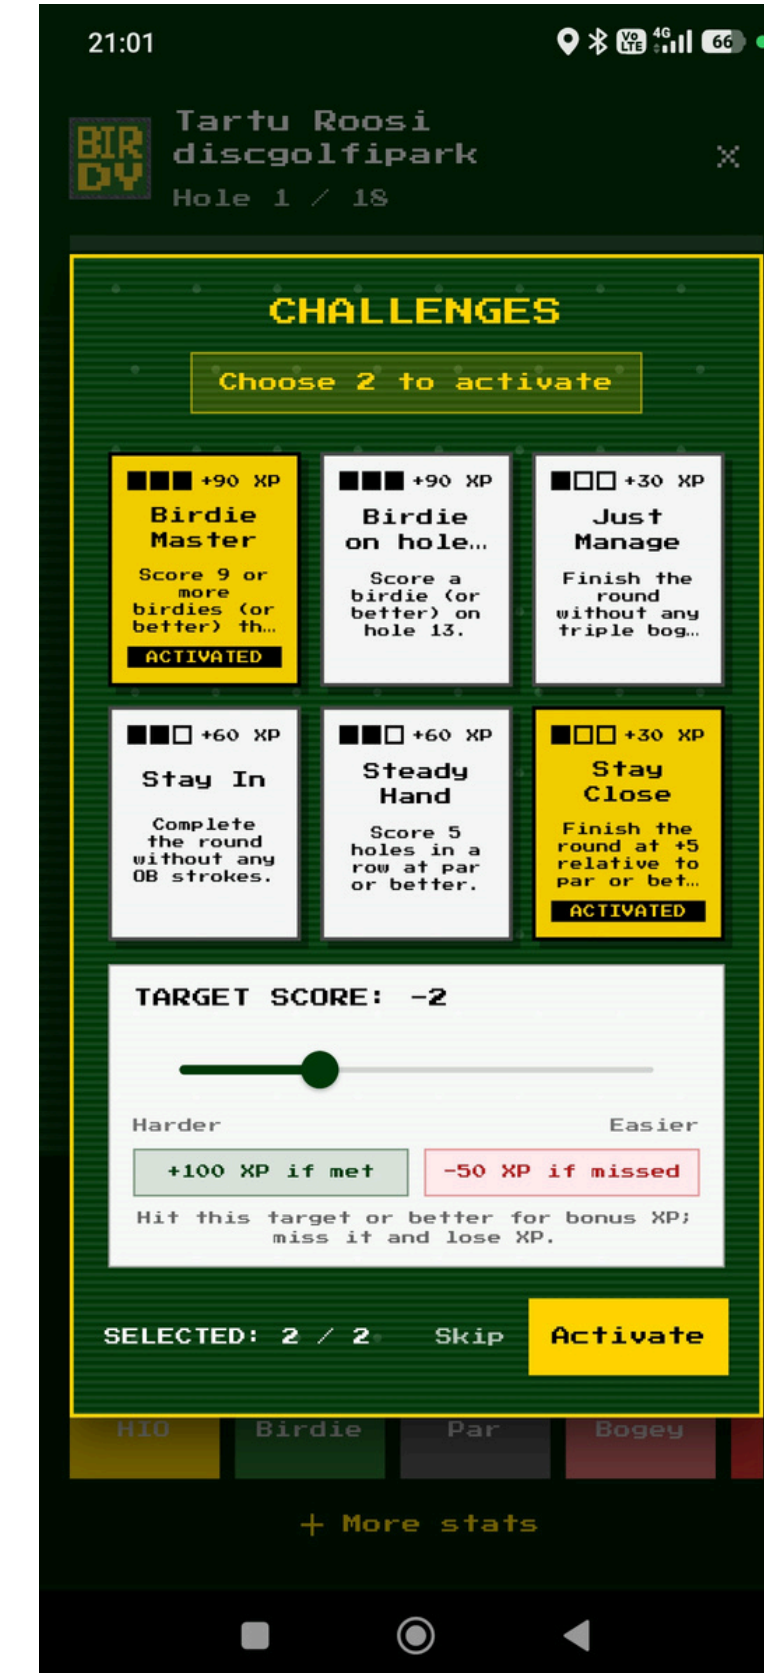 21:01
Vo LTE 4G 66
BIRDY
Tartu Roosi
discgolfipark
Hole 1 / 18
CHALLENGES
Choose 2 to activate
+90 XP
Birdie
Master
Score 9 or
more
birdies (or
better) th…
ACTIVATED
+90 XP
Birdie
on hole…
Score a
birdie (or
better) on
hole 13.
+30 XP
Just
Manage
Finish the
round
without any
triple bog…
+60 XP
Stay In
Complete
the round
without any
OB strokes.
+60 XP
Steady
Hand
Score 5
holes in a
row at par
or better.
+30 XP
Stay
Close
Finish the
round at +5
relative to
par or bet…
ACTIVATED
TARGET SCORE: -2
Harder Easier
+100 XP if met -50 XP if missed
Hit this target or better for bonus XP;
miss it and lose XP.
SELECTED: 2 / 2 Skip Activate
HIO Birdie Par Bogey
+ More stats